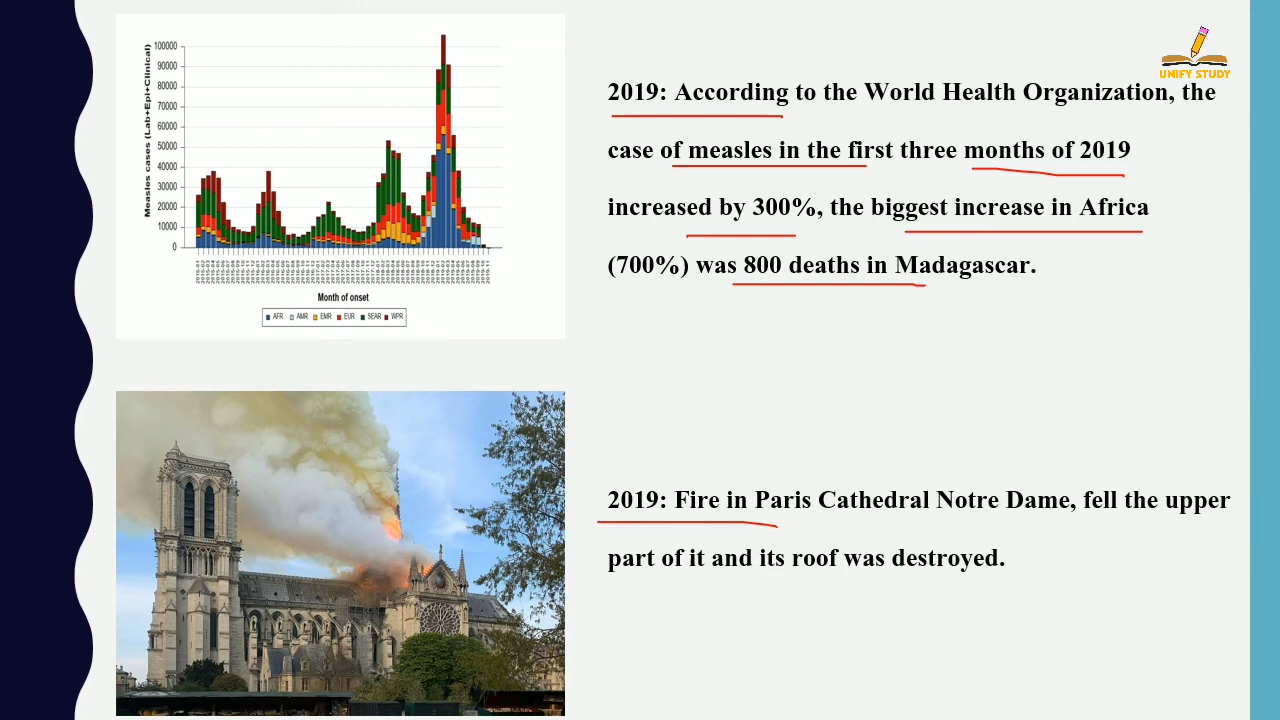 Measles cases (Lab+Epi+Clinical)
100000
90000
80000
70000
60000
50000
40000
30000
20000
10000
0
Month of onset
AFR AMR EMR EUR SEAR WPR
UNIFY STUDY
2019: According to the World Health Organization, the
case of measles in the first three months of 2019
increased by 300%, the biggest increase in Africa
(700%) was 800 deaths in Madagascar.
2019: Fire in Paris Cathedral Notre Dame, fell the upper
part of it and its roof was destroyed.